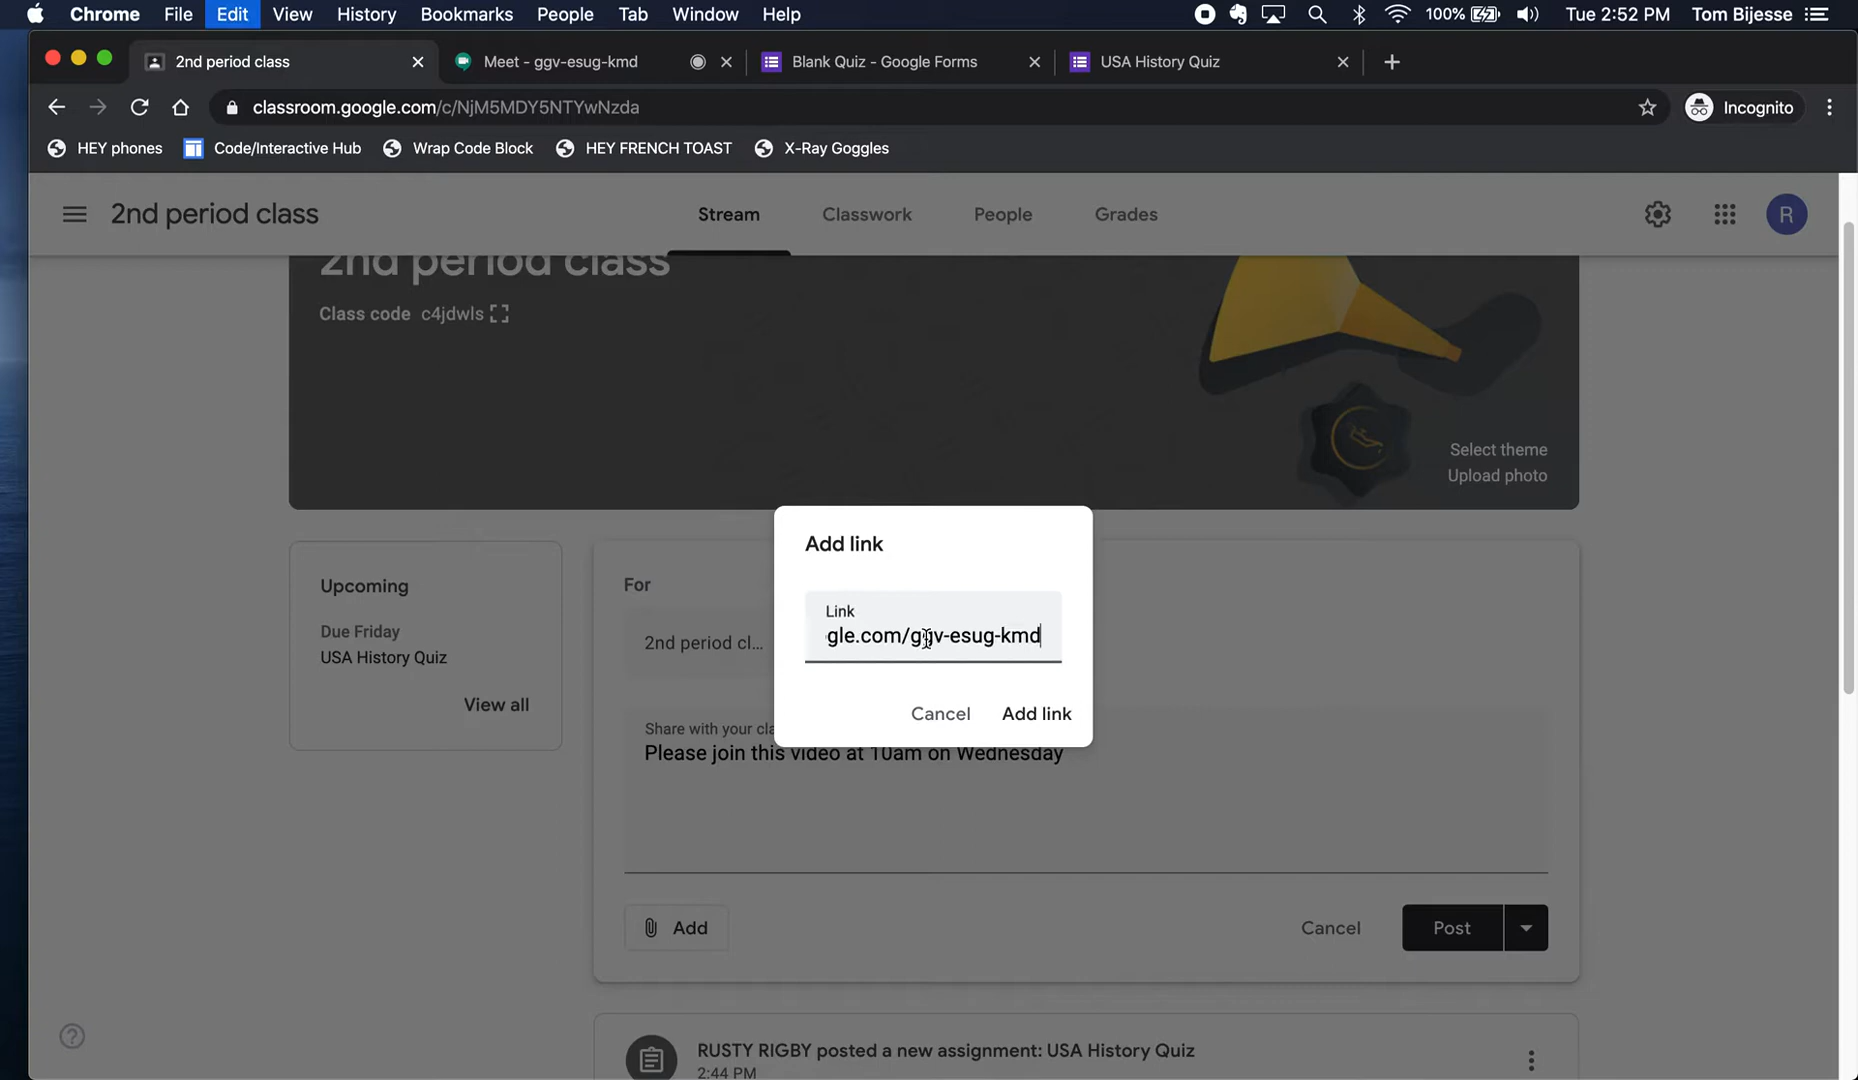 Chrome File Edit View History Bookmarks People Tab Window Help 100% Tue 2:52 PM Tom Bijesse
2nd period class Meet - ggv-esug-kmd Blank Quiz - Google Forms USA History Quiz
classroom.google.com/c/NjM5MDY5NTYwNzda Incognito
HEY phones Code/Interactive Hub Wrap Code Block HEY FRENCH TOAST X-Ray Goggles
2nd period class Stream Classwork People Grades R
2nd period class
Class code c4jdwls
Select theme
Upload photo
Add link
Link
gle.com/ggv-esug-kmd
Cancel Add link
Upcoming
Due Friday
USA History Quiz
View all
For
2nd period cl...
Share with your cla
Please join this video at 10am on Wednesday
Add Cancel Post
RUSTY RIGBY posted a new assignment: USA History Quiz
2:44 PM